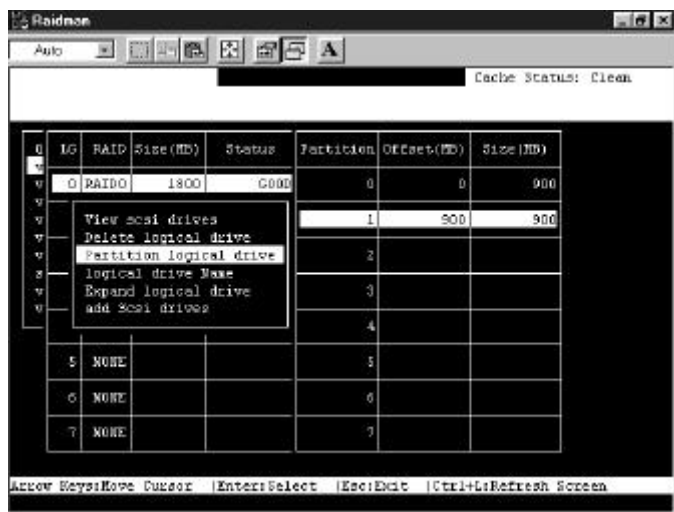 Raidman
Auto
A
Cache Status: Clean
Q LG RAID Size(MB) Status Partition Offset(MB) Size(MB)
v 0 RAID0 1800 GOOD 0 0 900
v View scsi drives 1 900 900
v Delete logical drive
v Partition logical drive 2
s logical drive Name
v Expand logical drive 3
v add Scsi drives
4
5 NONE 5
6 NONE 6
7 NONE 7
Arrow Keys:Move Cursor |Enter:Select |Esc:Exit |Ctrl+L:Refresh Screen